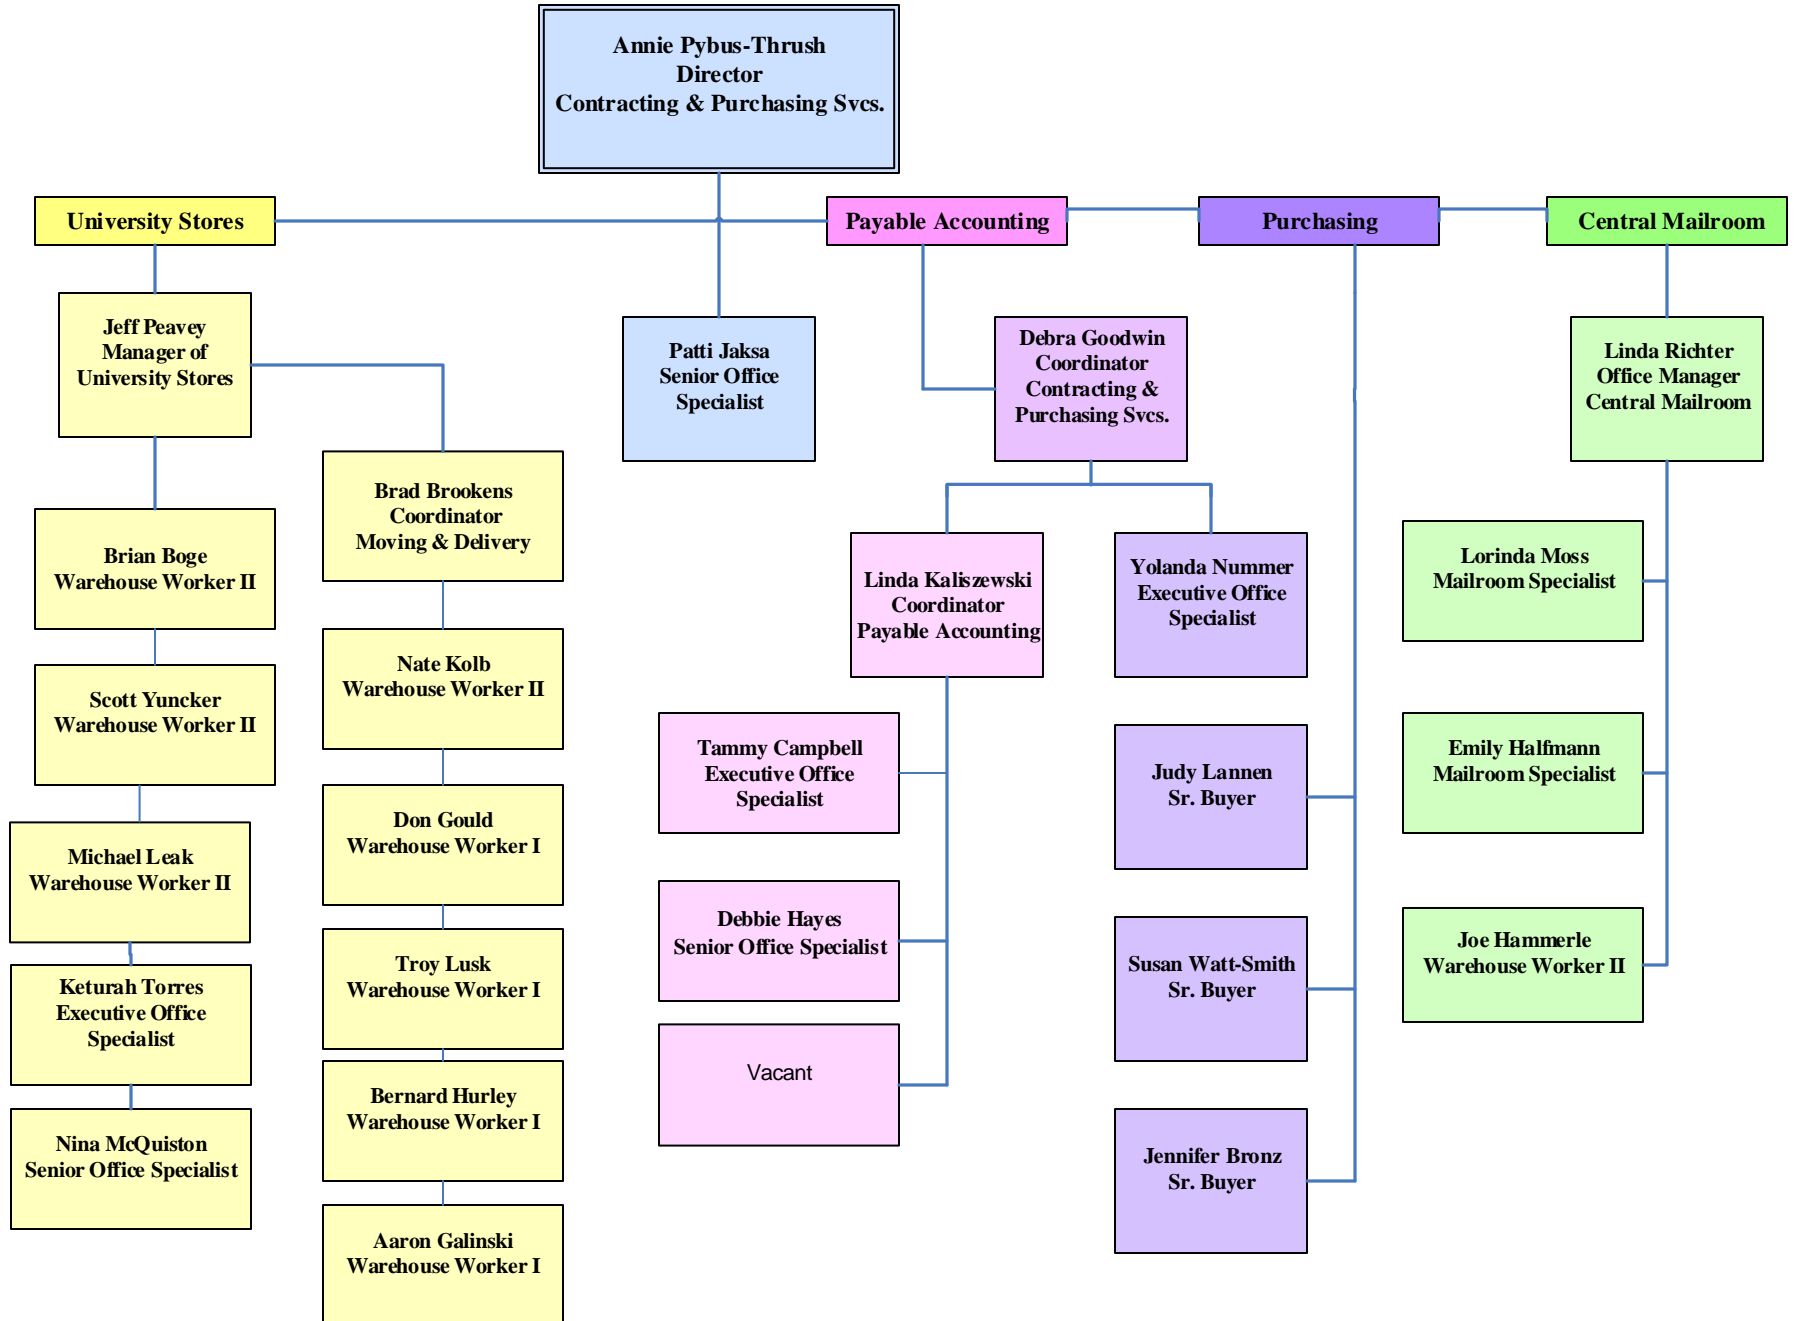 Annie Pybus-Thrush
Director
Contracting & Purchasing Svcs.
University Stores
Payable Accounting
Purchasing
Central Mailroom
Jeff Peavey
Manager of
University Stores
Brian Boge
Warehouse Worker II
Scott Yuncker
Warehouse Worker II
Michael Leak
Warehouse Worker II
Keturah Torres
Executive Office
Specialist
Nina McQuiston
Senior Office Specialist
Brad Brookens
Coordinator
Moving & Delivery
Nate Kolb
Warehouse Worker II
Don Gould
Warehouse Worker I
Troy Lusk
Warehouse Worker I
Bernard Hurley
Warehouse Worker I
Aaron Galinski
Warehouse Worker I
Patti Jaksa
Senior Office
Specialist
Debra Goodwin
Coordinator
Contracting &
Purchasing Svcs.
Linda Kaliszewski
Coordinator
Payable Accounting
Tammy Campbell
Executive Office
Specialist
Debbie Hayes
Senior Office Specialist
Vacant
Yolanda Nummer
Executive Office
Specialist
Judy Lannen
Sr. Buyer
Susan Watt-Smith
Sr. Buyer
Jennifer Bronz
Sr. Buyer
Linda Richter
Office Manager
Central Mailroom
Lorinda Moss
Mailroom Specialist
Emily Halfmann
Mailroom Specialist
Joe Hammerle
Warehouse Worker II